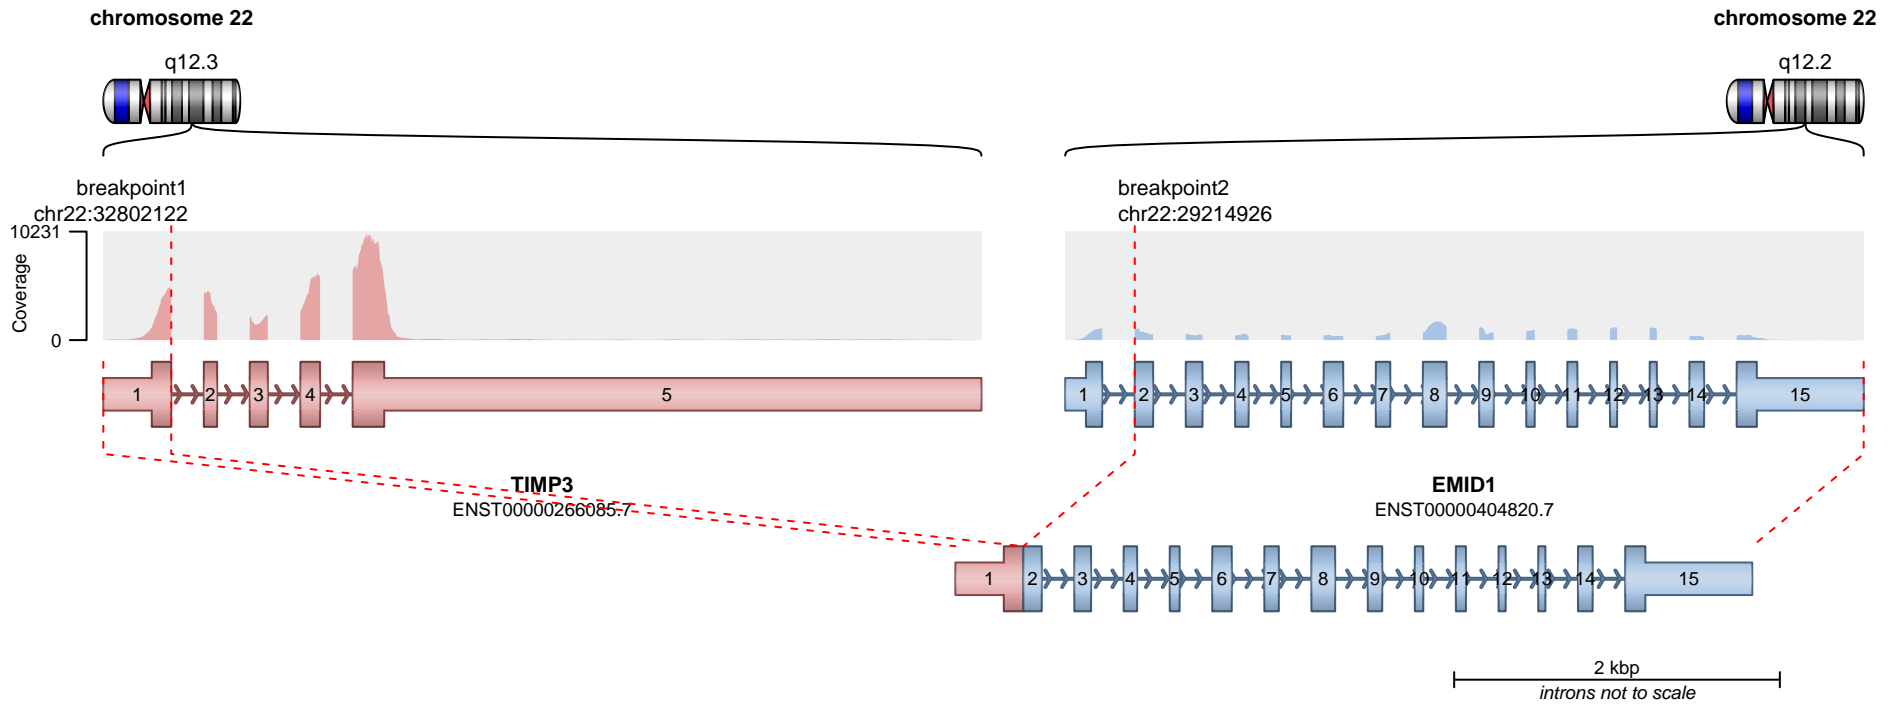 chromosome 22
chromosome 22
q12.3
q12.2
breakpoint1
chr22:32802122
breakpoint2
chr22:29214926
10231
Coverage
0
1 2 3 4 5
1 2 3 4 5 6 7 8 9 10 11 12 13 14 15
TIMP3
ENST00000266085.7
EMID1
ENST00000404820.7
1 2 3 4 5 6 7 8 9 10 11 12 13 14 15
2 kbp
introns not to scale